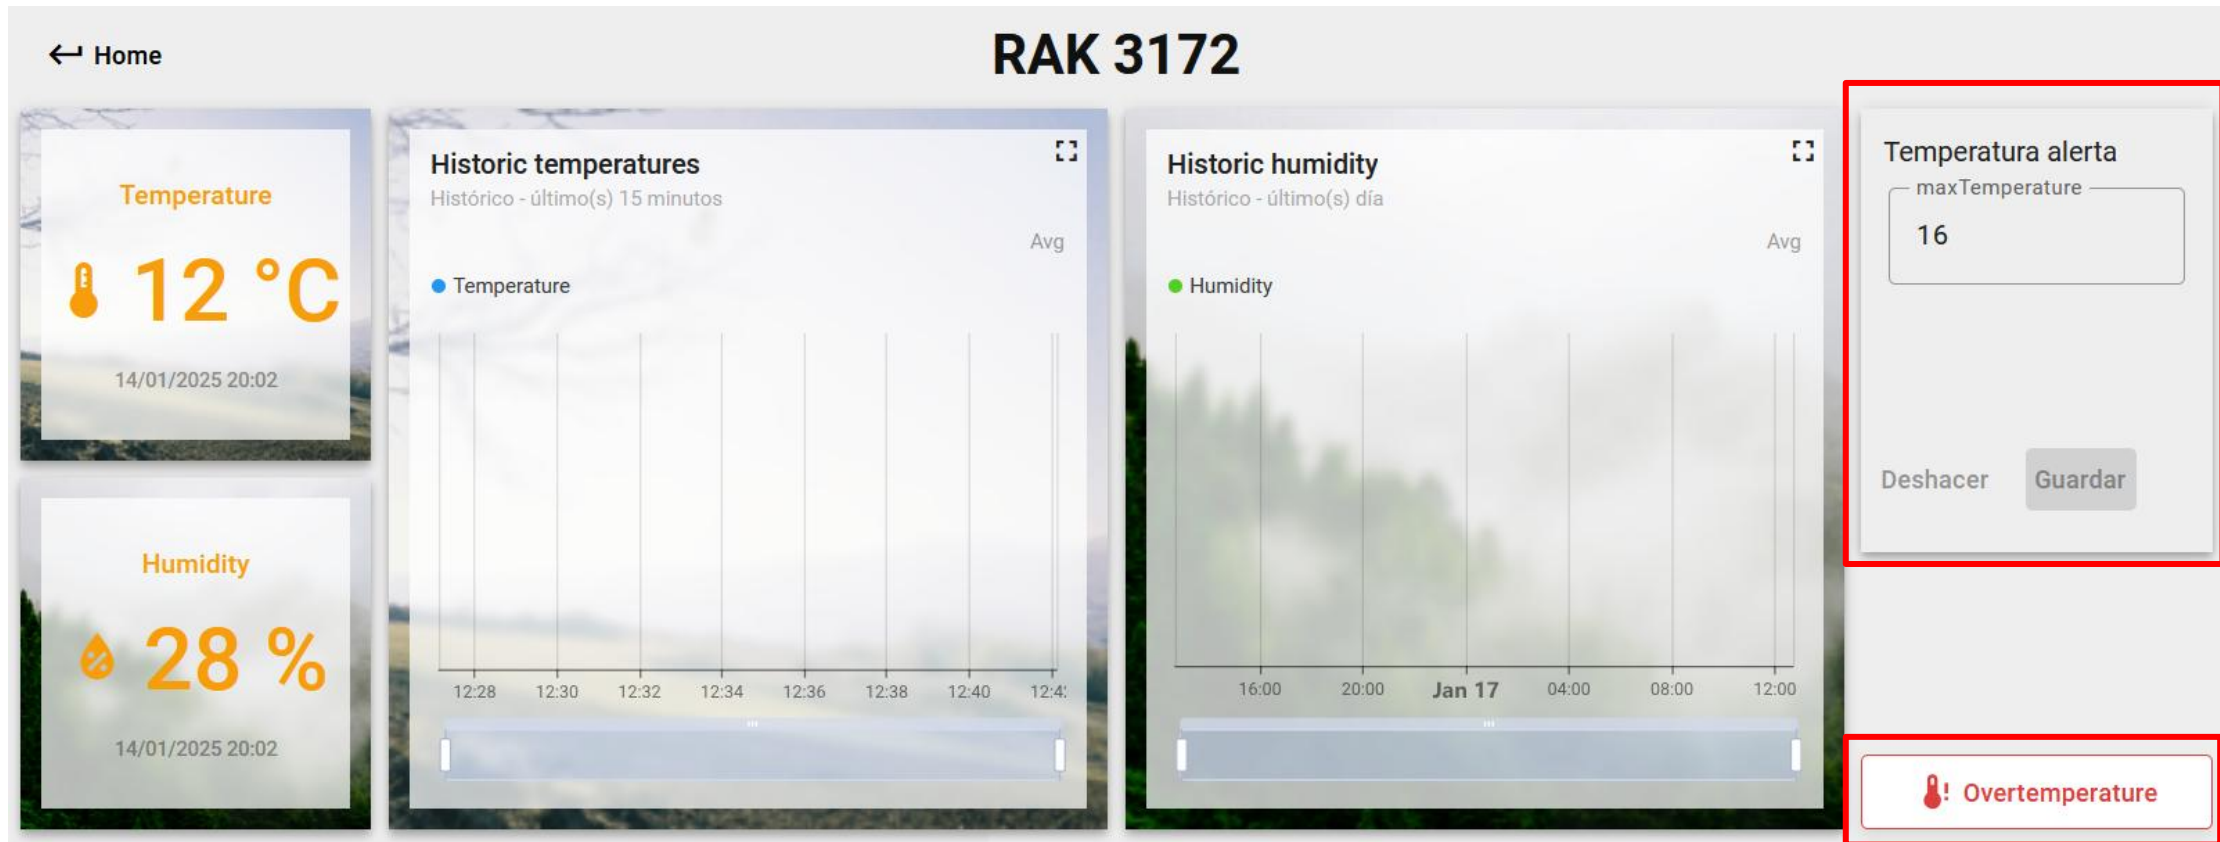 Home
RAK 3172
Temperature
12 °C
14/01/2025 20:02
Humidity
28 %
14/01/2025 20:02
Historic temperatures
Histórico - último(s) 15 minutos
Avg
Temperature
12:28 12:30 12:32 12:34 12:36 12:38 12:40
Historic humidity
Histórico - último(s) día
Avg
Humidity
16:00 20:00 Jan 17 04:00 08:00 12:00
Temperatura alerta
maxTemperature
16
Deshacer Guardar
Overtemperature